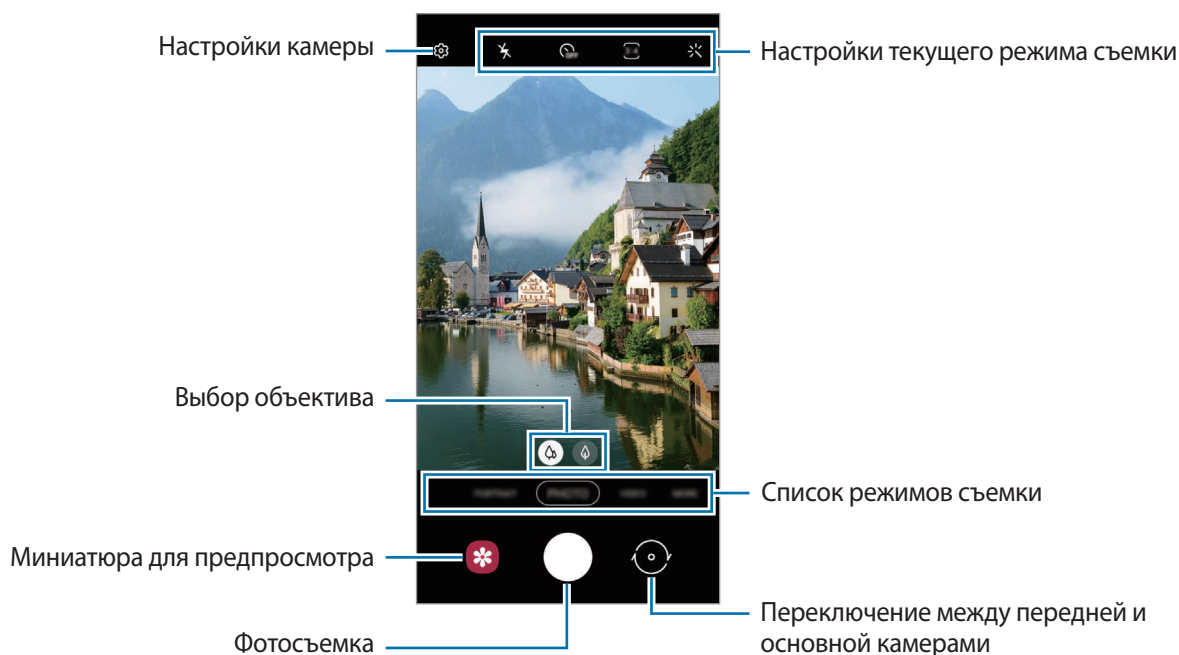 Настройки камеры
Настройки текущего режима съемки
Выбор объектива
PHOTO
Список режимов съемки
Миниатюра для предпросмотра
Фотосъемка
Переключение между передней и
основной камерами